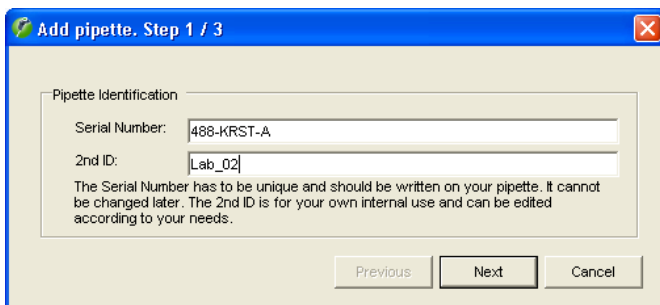 Add pipette. Step 1 / 3
Pipette Identification
Serial Number: 488-KRST-A
2nd ID: Lab_02
The Serial Number has to be unique and should be written on your pipette. It cannot
be changed later. The 2nd ID is for your own internal use and can be edited
according to your needs.
Previous Next Cancel